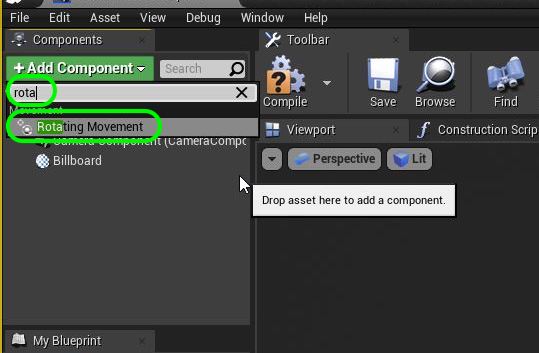 File Edit Asset View Debug Window Help
Components
Toolbar
+Add Component
Search
rota
Compile
Save
Browse
Find
Movement
Rotating Movement
Camera Component (CameraCompo
Billboard
Viewport
Construction Scrip
Perspective
Lit
Drop asset here to add a component.
My Blueprint